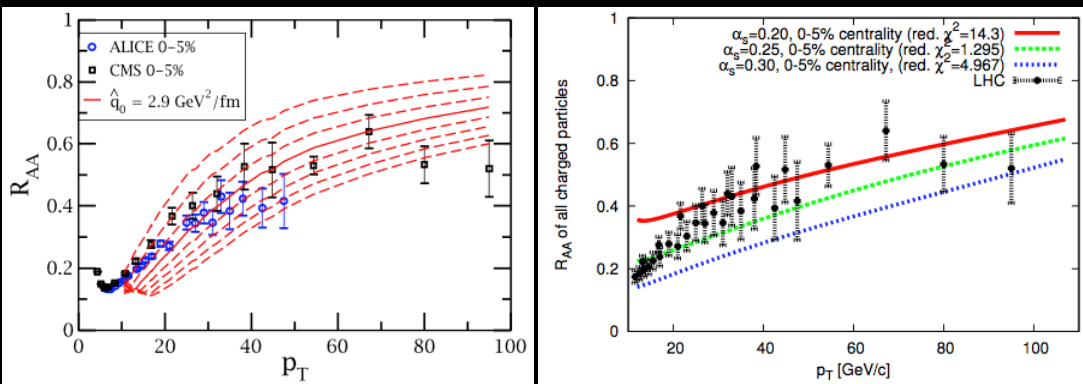 1
0.8
0.6
0.4
0.2
0
R_AA
ALICE 0-5%
CMS 0-5%
q̂₀ = 2.9 GeV²/fm
0 20 40 60 80 100
p_T
1
0.8
0.6
0.4
0.2
0
R_AA of all charged particles
α_s=0.20, 0-5% centrality (red. χ²=14.3)
α_s=0.25, 0-5% centrality (red. χ²=1.295)
α_s=0.30, 0-5% centrality, (red. χ²=4.967)
LHC
20 40 60 80 100
p_T [GeV/c]